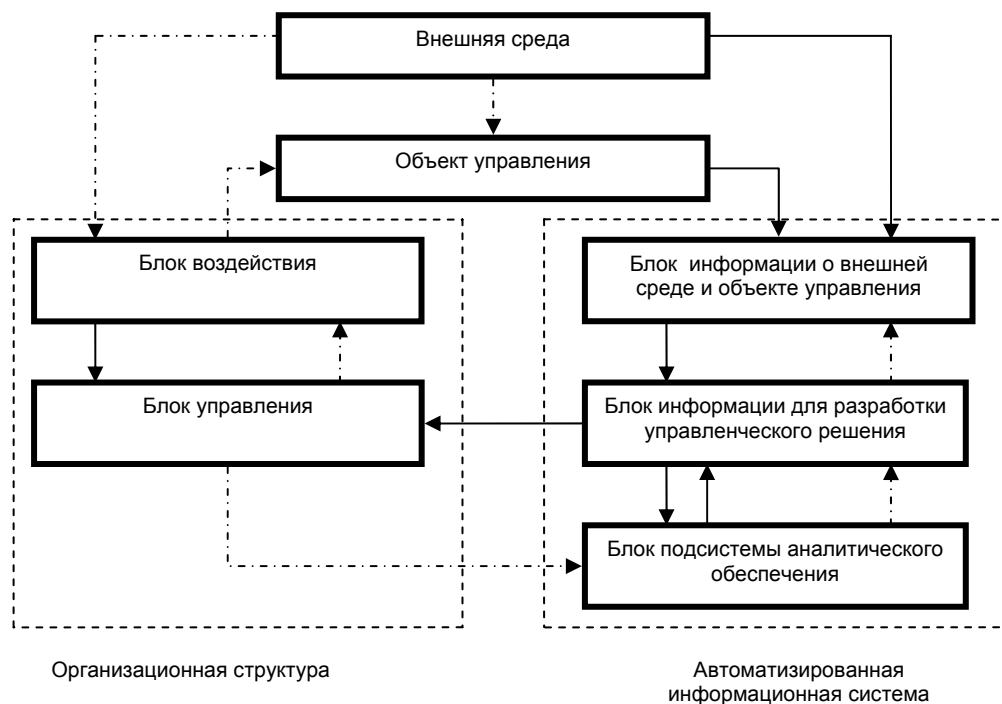 Внешняя среда
Объект управления
Блок воздействия
Блок управления
Блок информации о внешней
среде и объекте управления
Блок информации для разработки
управленческого решения
Блок подсистемы аналитического
обеспечения
Организационная структура
Автоматизированная
информационная система